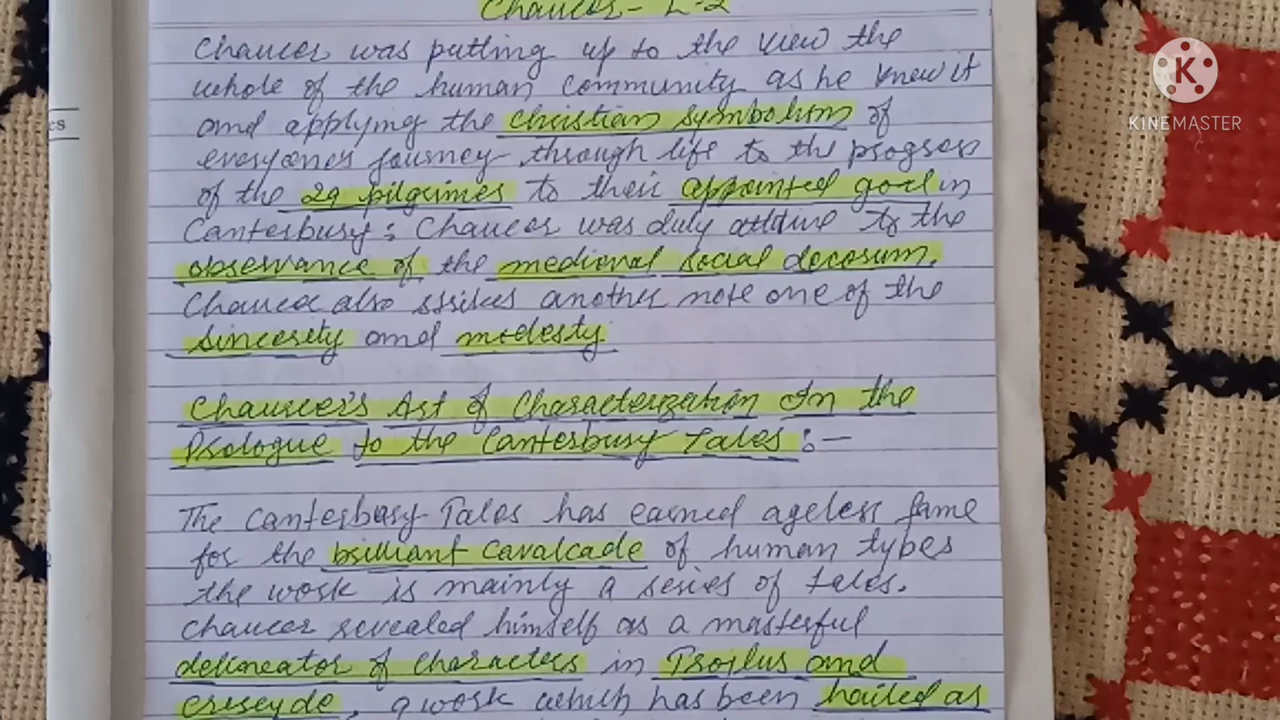 Chaucer - L-2
Chaucer was putting up to the view the
whole of the human community as he knew it
and applying the Christian symbolism of
everyone's journey through life to the progress
of the 29 pilgrimes to their appointed goal in
Canterbury; Chaucer was duly to the
observance of the medieval social decorum.
Chaucer also strikes another note one of the
sincerity and modesty.
Chaucer's Art of Characterization In the
Prologue to the Canterbury Tales :-
The Canterbury Tales has earned ageless fame
for the brilliant cavalcade of human types
the work is mainly a series of tales.
Chaucer revealed himself as a masterful
delineator of characters in Troilus and
criseyde, a work which has been hailed as
cs
K
KINEMASTER